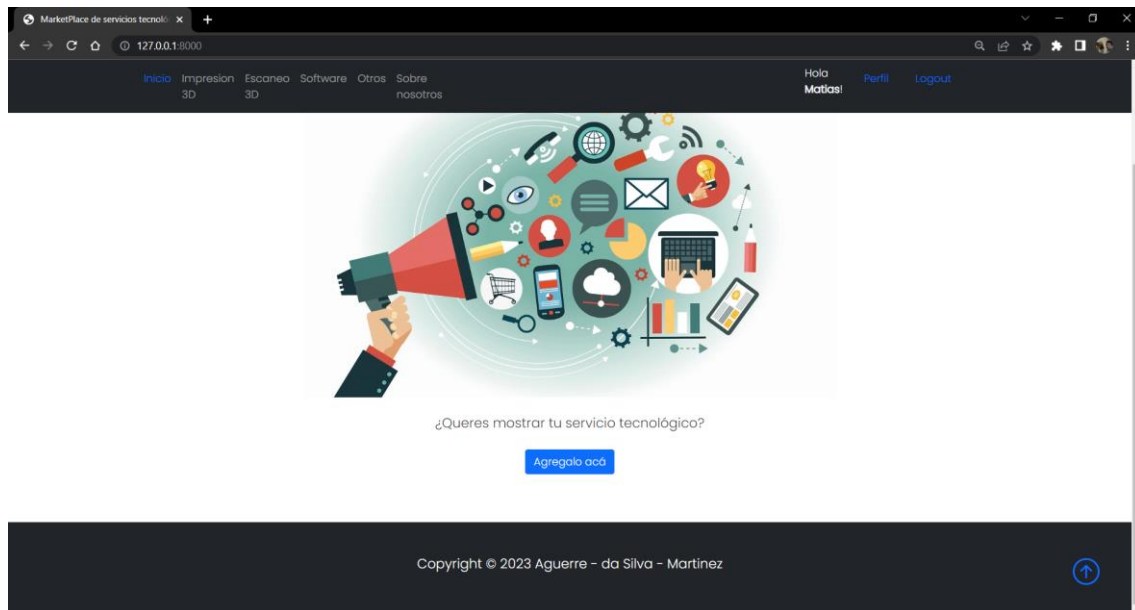 MarketPlace de servicios tecnoló
127.0.0.1:8000
Inicio Impresion 3D Escaneo 3D Software Otros Sobre nosotros
Hola Matias! Perfil Logout
¿Queres mostrar tu servicio tecnológico?
Agregalo acá
Copyright © 2023 Aguerre - da Silva - Martinez